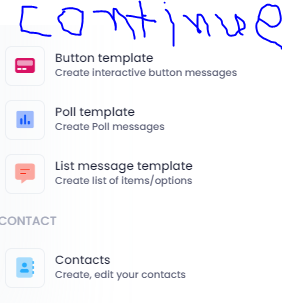 continue
Button template
Create interactive button messages
Poll template
Create Poll messages
List message template
Create list of items/options
CONTACT
Contacts
Create, edit your contacts